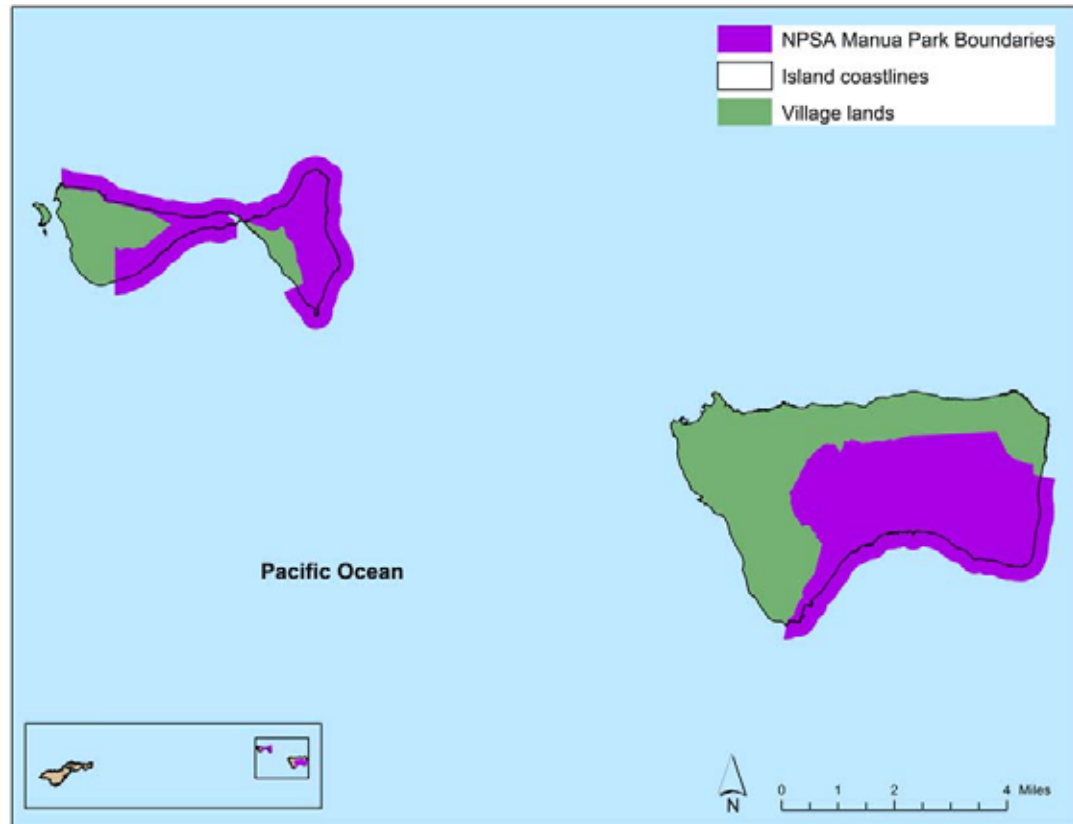 NPSA Manua Park Boundaries
Island coastlines
Village lands
Pacific Ocean
N
0 1 2 4 Miles